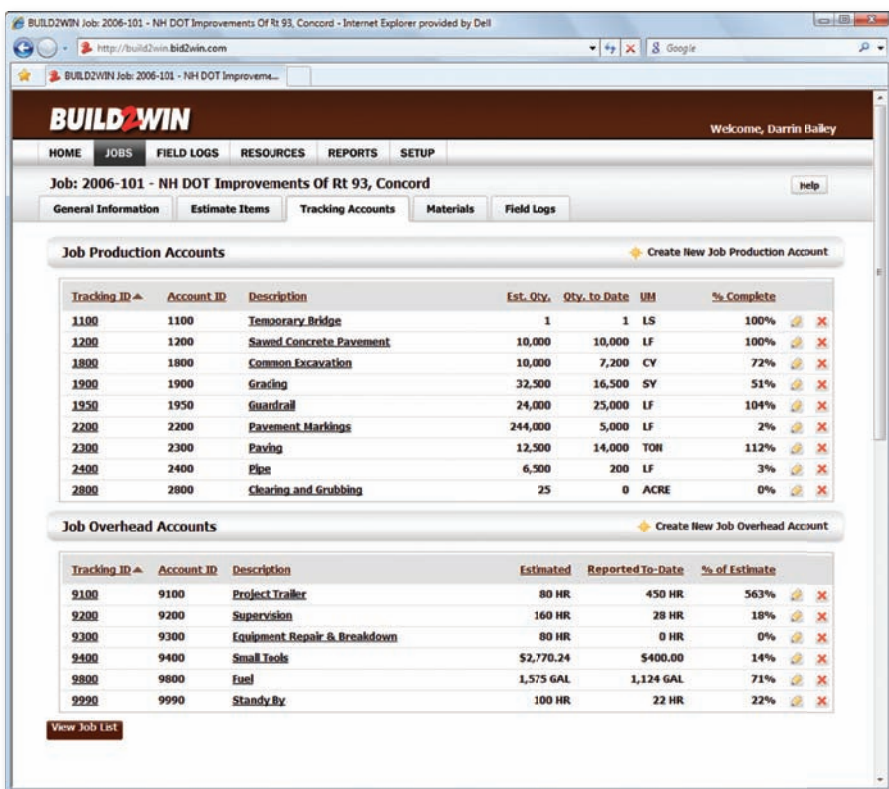 BUILD2WIN Job: 2006-101 - NH DOT Improvements Of Rt 93, Concord - Internet Explorer provided by Dell
http://build2win.bid2win.com
Google
BUILD2WIN Job: 2006-101 - NH DOT Improveme...
BUILD2WIN
Welcome, Darrin Bailey
HOME JOBS FIELD LOGS RESOURCES REPORTS SETUP
Job: 2006-101 - NH DOT Improvements Of Rt 93, Concord
Help
General Information Estimate Items Tracking Accounts Materials Field Logs
Job Production Accounts Create New Job Production Account
Tracking ID Account ID Description Est. Qty. Qty. to Date UM % Complete
1100 1100 Temporary Bridge 1 1 LS 100%
1200 1200 Sawed Concrete Pavement 10,000 10,000 LF 100%
1800 1800 Common Excavation 10,000 7,200 CY 72%
1900 1900 Grading 32,500 16,500 SY 51%
1950 1950 Guardrail 24,000 25,000 LF 104%
2200 2200 Pavement Markings 244,000 5,000 LF 2%
2300 2300 Paving 12,500 14,000 TON 112%
2400 2400 Pipe 6,500 200 LF 3%
2800 2800 Clearing and Grubbing 25 0 ACRE 0%
Job Overhead Accounts Create New Job Overhead Account
Tracking ID Account ID Description Estimated Reported To-Date % of Estimate
9100 9100 Project Trailer 80 HR 450 HR 563%
9200 9200 Supervision 160 HR 28 HR 18%
9300 9300 Equipment Repair & Breakdown 80 HR 0 HR 0%
9400 9400 Small Tools $2,770.24 $400.00 14%
9800 9800 Fuel 1,575 GAL 1,124 GAL 71%
9990 9990 Standy By 100 HR 22 HR 22%
View Job List